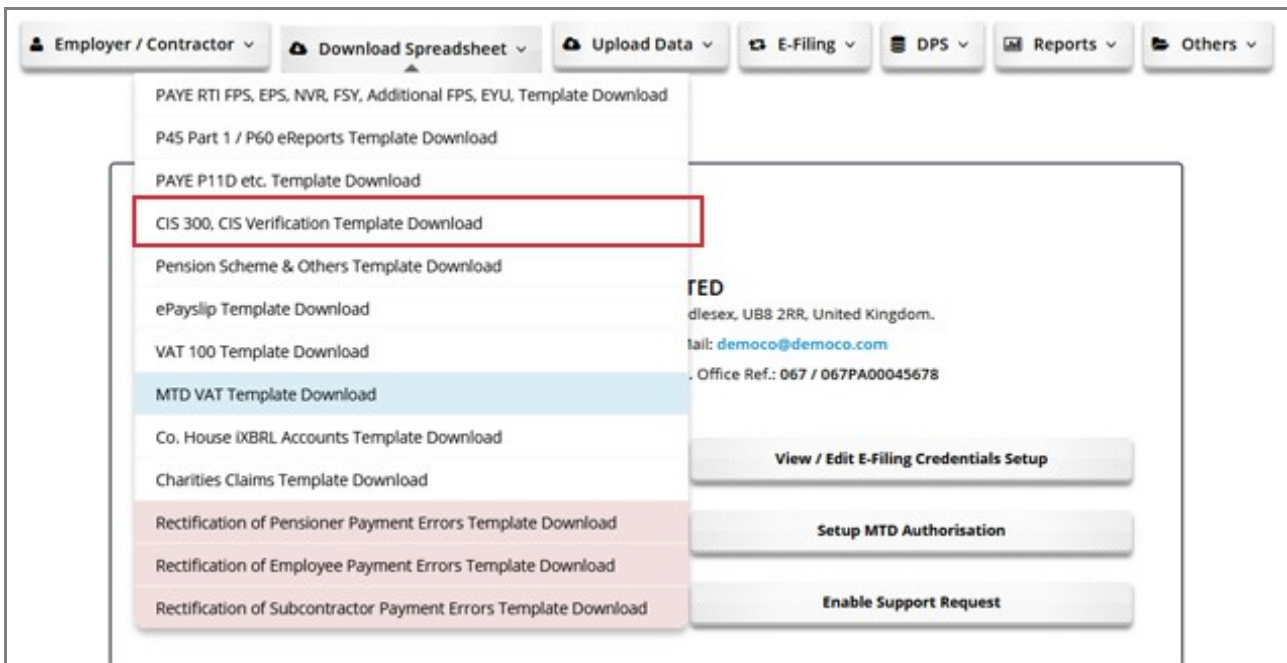 Employer / Contractor
Download Spreadsheet
Upload Data
E-Filing
DPS
Reports
Others
PAYE RTI FPS, EPS, NVR, FSY, Additional FPS, EYU, Template Download
P45 Part 1 / P60 eReports Template Download
PAYE P11D etc. Template Download
CIS 300, CIS Verification Template Download
Pension Scheme & Others Template Download
ePayslip Template Download
VAT 100 Template Download
MTD VAT Template Download
Co. House iXBRL Accounts Template Download
Charities Claims Template Download
Rectification of Pensioner Payment Errors Template Download
Rectification of Employee Payment Errors Template Download
Rectification of Subcontractor Payment Errors Template Download
TED
dlesex, UB8 2RR, United Kingdom.
ail: democo@democo.com
. Office Ref.: 067 / 067PA00045678
View / Edit E-Filing Credentials Setup
Setup MTD Authorisation
Enable Support Request